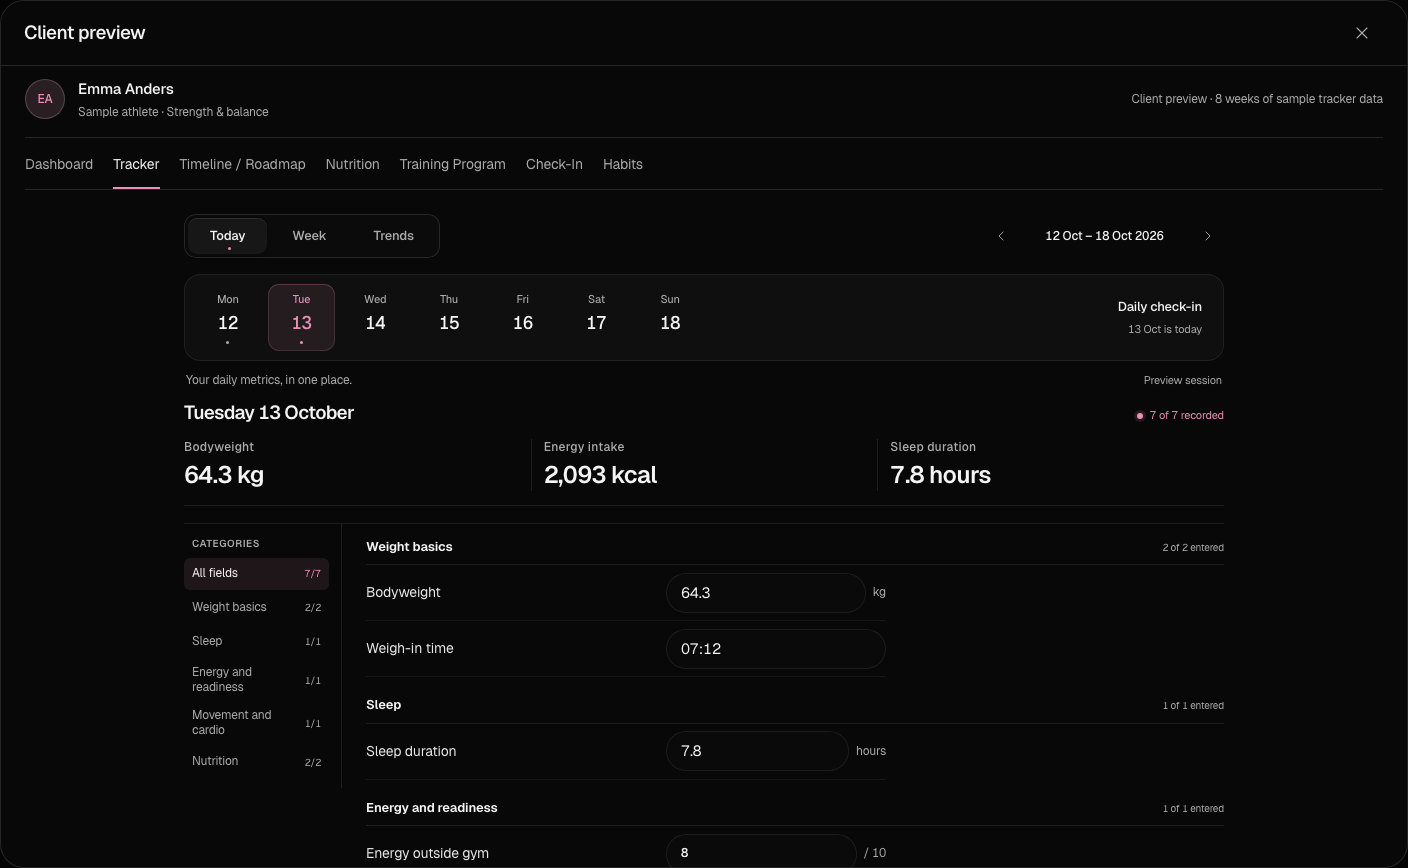 Client preview
EA
Emma Anders
Sample athlete · Strength & balance
Client preview · 8 weeks of sample tracker data
Dashboard Tracker Timeline / Roadmap Nutrition Training Program Check-In Habits
Today Week Trends
12 Oct – 18 Oct 2026
Mon Tue Wed Thu Fri Sat Sun
12 13 14 15 16 17 18
Daily check-in
13 Oct is today
Your daily metrics, in one place.
Preview session
Tuesday 13 October
7 of 7 recorded
Bodyweight Energy intake Sleep duration
64.3 kg 2,093 kcal 7.8 hours
CATEGORIES
All fields 7/7
Weight basics 2/2
Sleep 1/1
Energy and
readiness 1/1
Movement and
cardio 1/1
Nutrition 2/2
Weight basics 2 of 2 entered
Bodyweight 64.3 kg
Weigh-in time 07:12
Sleep 1 of 1 entered
Sleep duration 7.8 hours
Energy and readiness 1 of 1 entered
Energy outside gym 8 / 10